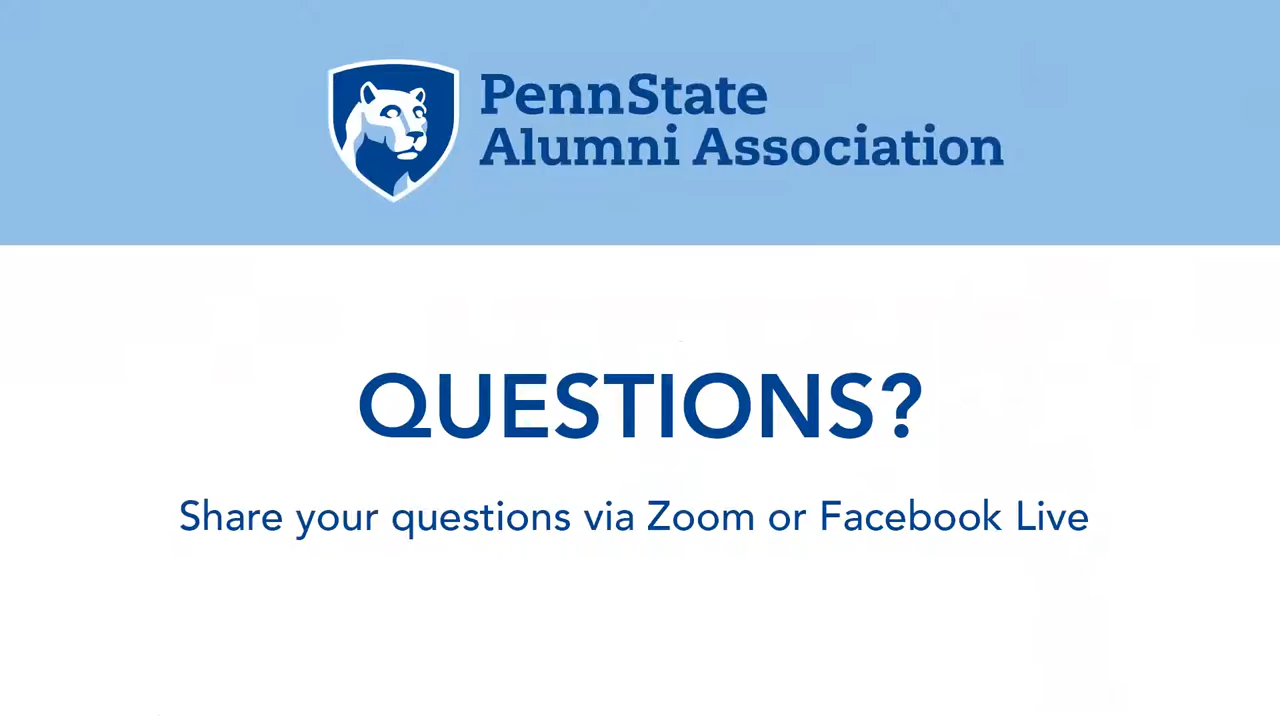 PennState
Alumni Association
QUESTIONS?
Share your questions via Zoom or Facebook Live